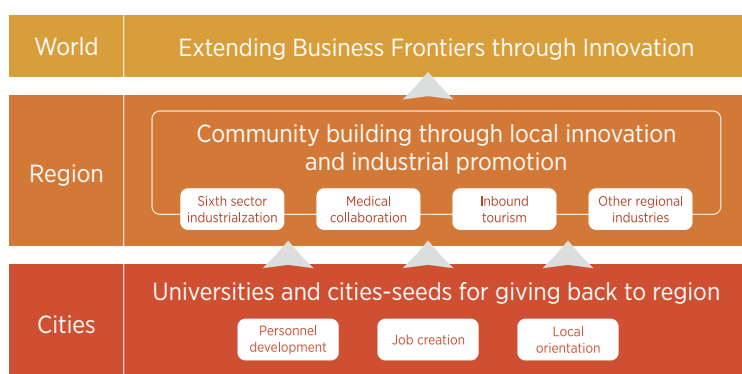 World
Extending Business Frontiers through Innovation
Region
Community building through local innovation
and industrial promotion
Sixth sector
industrialzation
Medical
collaboration
Inbound
tourism
Other regional
industries
Cities
Universities and cities-seeds for giving back to region
Personnel
development
Job creation
Local
orientation